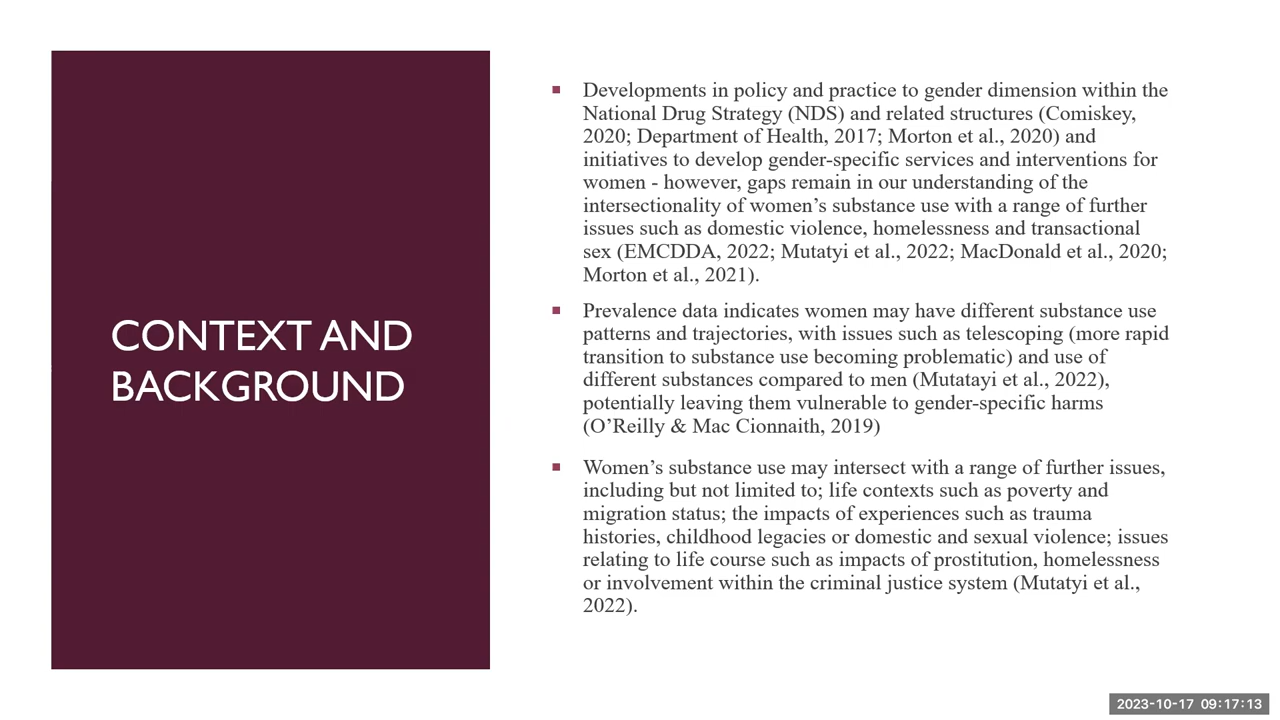 CONTEXT AND
BACKGROUND
Developments in policy and practice to gender dimension within the
National Drug Strategy (NDS) and related structures (Comiskey,
2020; Department of Health, 2017; Morton et al., 2020) and
initiatives to develop gender-specific services and interventions for
women - however, gaps remain in our understanding of the
intersectionality of women’s substance use with a range of further
issues such as domestic violence, homelessness and transactional
sex (EMCDDA, 2022; Mutatyi et al., 2022; MacDonald et al., 2020;
Morton et al., 2021).
Prevalence data indicates women may have different substance use
patterns and trajectories, with issues such as telescoping (more rapid
transition to substance use becoming problematic) and use of
different substances compared to men (Mutatayi et al., 2022),
potentially leaving them vulnerable to gender-specific harms
(O’Reilly & Mac Cionnaith, 2019)
Women’s substance use may intersect with a range of further issues,
including but not limited to; life contexts such as poverty and
migration status; the impacts of experiences such as trauma
histories, childhood legacies or domestic and sexual violence; issues
relating to life course such as impacts of prostitution, homelessness
or involvement within the criminal justice system (Mutatyi et al.,
2022).
2023-10-17 09:17:13